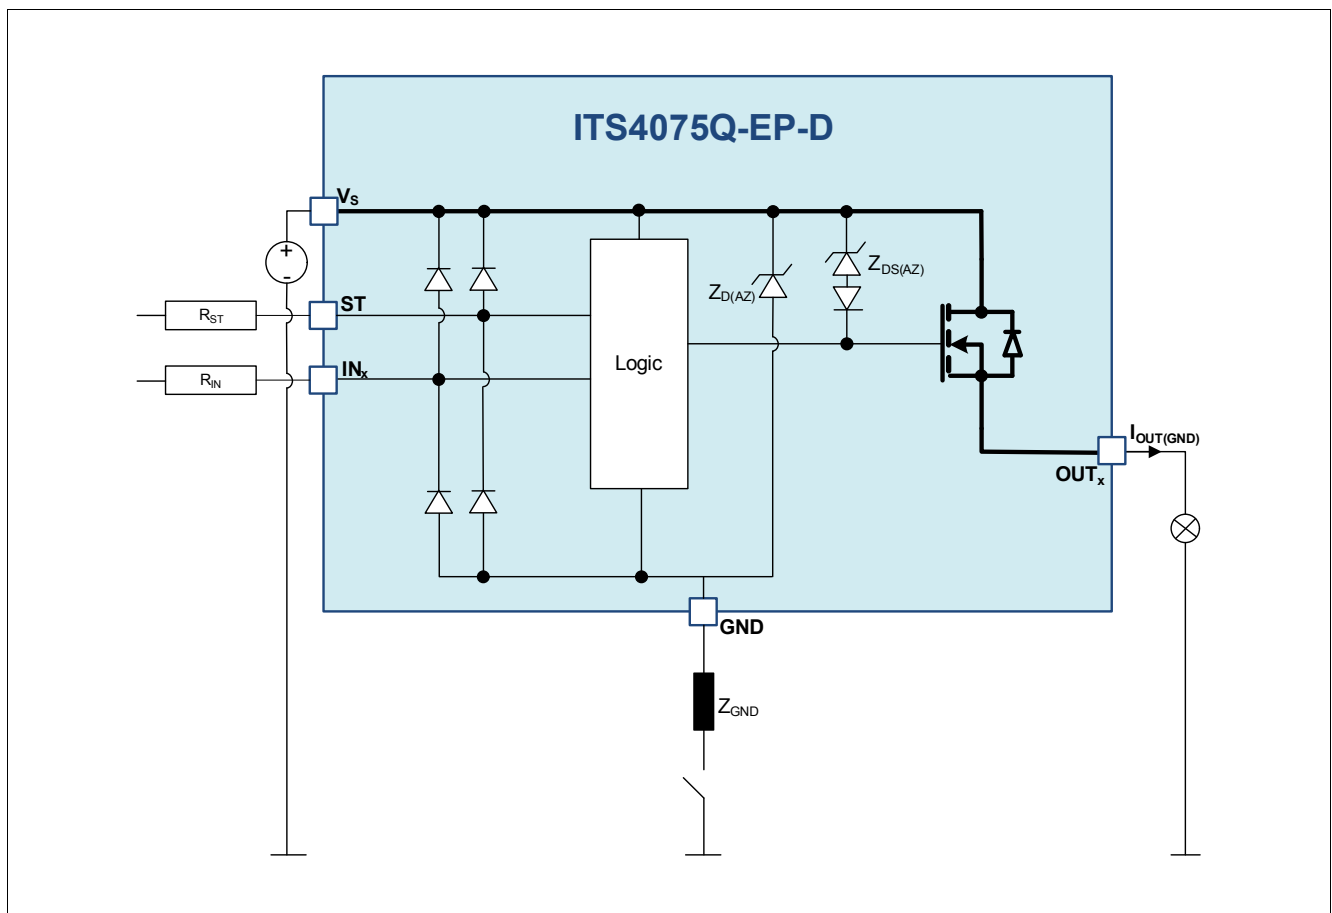 ITS4075Q-EP-D
VS
+
-
ZDS(AZ)
ZD(AZ)
ST
RST
Logic
INx
RIN
IOUT(GND)
OUTx
GND
ZGND